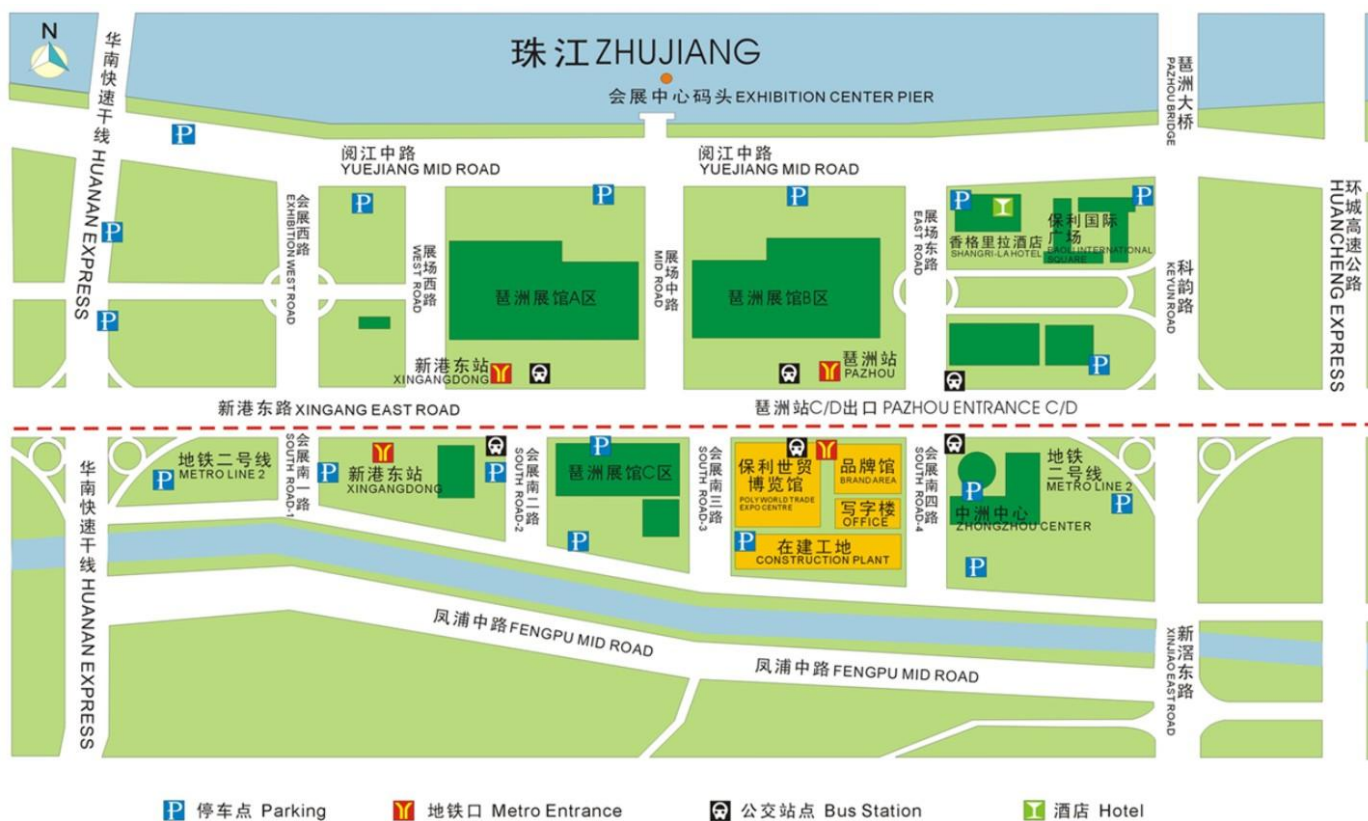 N
珠江 ZHUJIANG
会展中心码头 EXHIBITION CENTER PIER
华南快速干线 HUANAN EXPRESS
琶洲大桥
PAZHOU BRIDGE
阅江中路
YUEJIANG MID ROAD
阅江中路
YUEJIANG MID ROAD
会展西路
EXHIBITION WEST ROAD
展场西路
WEST ROAD
展场中路
MID ROAD
展场东路
EAST ROAD
香格里拉酒店
SHANGRI-LA HOTEL
保利国际
广场
BAOLI INTERNATIONAL
SQUARE
科韵路
KEYUN ROAD
环城高速公路
HUANCHENG EXPRESS
琶洲展馆A区
琶洲展馆B区
新港东站
XINGANGDONG
琶洲站
PAZHOU
新港东路 XINGANG EAST ROAD
琶洲站C/D出口 PAZHOU ENTRANCE C/D
华南快速干线 HUANAN EXPRESS
地铁二号线
METRO LINE 2
会展南一路
SOUTH ROAD-1
新港东站
XINGANGDONG
会展南二路
SOUTH ROAD-2
琶洲展馆C区
会展南三路
SOUTH ROAD-3
保利世贸
博览馆
POLY WORLD TRADE
EXPO CENTRE
品牌馆
BRAND AREA
写字楼
OFFICE
在建工地
CONSTRUCTION PLANT
会展南四路
SOUTH ROAD-4
地铁
二号线
METRO LINE 2
中洲中心
ZHONGZHOU CENTER
凤浦中路 FENGPU MID ROAD
凤浦中路 FENGPU MID ROAD
新滘东路
XINJIAO EAST ROAD
P 停车点 Parking
地铁口 Metro Entrance
公交站点 Bus Station
酒店 Hotel